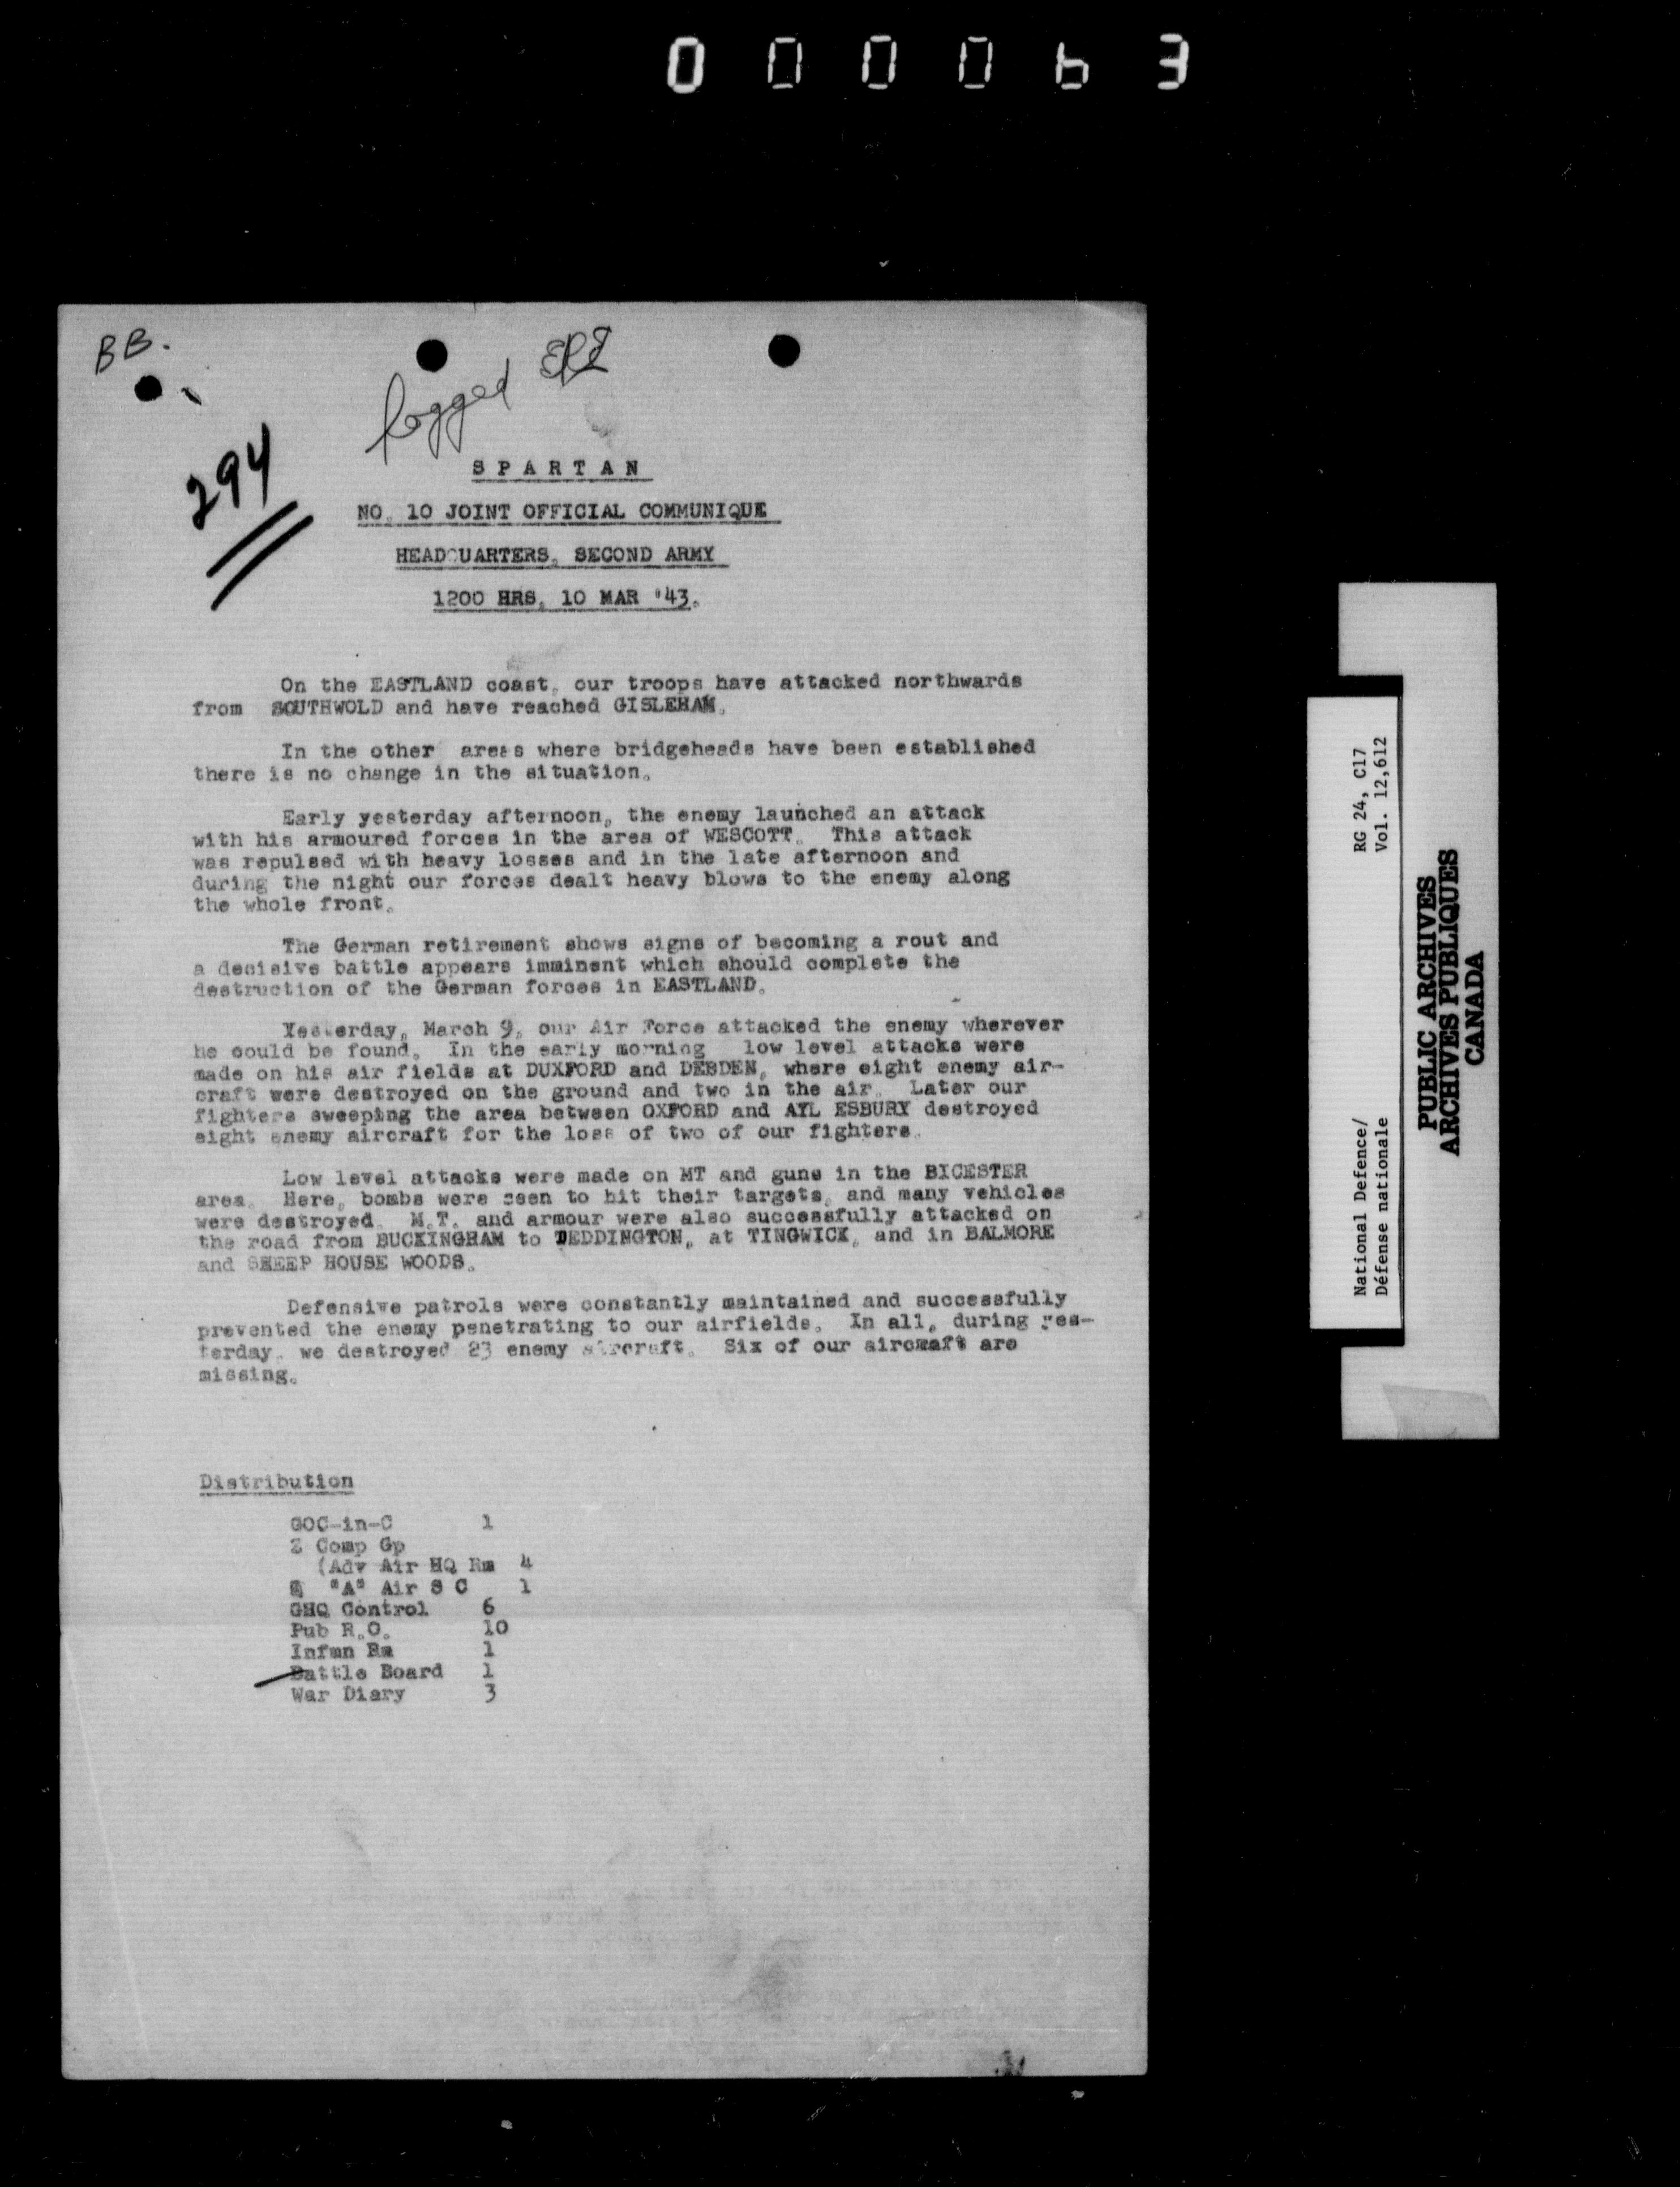 000063
BB.
logged
294
SPARTAN
NO. 10 JOINT OFFICIAL COMMUNIQUE
HEADQUARTERS, SECOND ARMY
1200 HRS, 10 MAR '43.
On the EASTLAND coast, our troops have attacked northwards
from SOUTHWOLD and have reached GISLEHAM.
In the other areas where bridgeheads have been established
there is no change in the situation.
Early yesterday afternoon, the enemy launched an attack
with his armoured forces in the area of WESCOTT. This attack
was repulsed with heavy losses and in the late afternoon and
during the night our forces dealt heavy blows to the enemy along
the whole front.
The German retirement shows signs of becoming a rout and
a decisive battle appears imminent which should complete the
destruction of the German forces in EASTLAND.
Yesterday, March 9, our Air Force attacked the enemy wherever
he could be found. In the early morning low level attacks were
made on his air fields at DUXFORD and DEBDEN, where eight enemy air-
craft were destroyed on the ground and two in the air. Later our
fighters sweeping the area between OXFORD and AYL ESBURY destroyed
eight enemy aircraft for the loss of two of our fighters.
Low level attacks were made on MT and guns in the BICESTER
area. Here, bombs were seen to hit their targets, and many vehicles
were destroyed. M.T. and armour were also successfully attacked on
the road from BUCKINGHAM to DEDDINGTON, at TINGWICK, and in BALMORE
and SHEEP HOUSE WOODS.
Defensive patrols were constantly maintained and successfully
prevented the enemy penetrating to our airfields. In all, during yes-
terday, we destroyed 23 enemy aircraft. Six of our aircraft are
missing.
Distribution
GOC-in-C 1
Z Comp Gp
(Adv Air HQ Rm 4
"A" Air S C 1
GHQ Control 6
Pub R.O. 10
Infmn Rm 1
Battle Board 1
War Diary 3
National Defence/ RG 24, C17
Défense nationale Vol. 12,612
PUBLIC ARCHIVES
ARCHIVES PUBLIQUES
CANADA